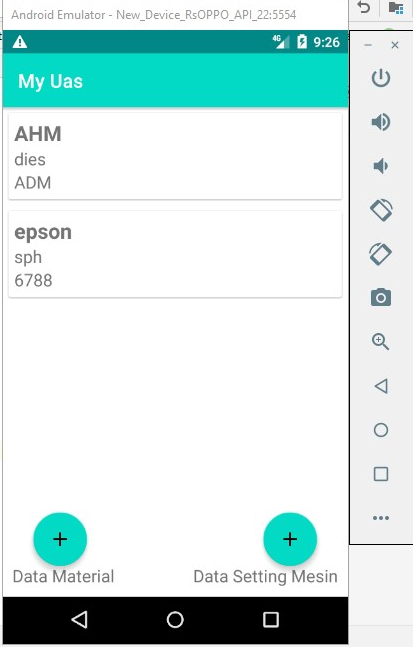 Android Emulator - New_Device_RsOPPO_API_22:5554
4G 9:26
My Uas
AHM
dies
ADM
epson
sph
6788
Data Material
Data Setting Mesin